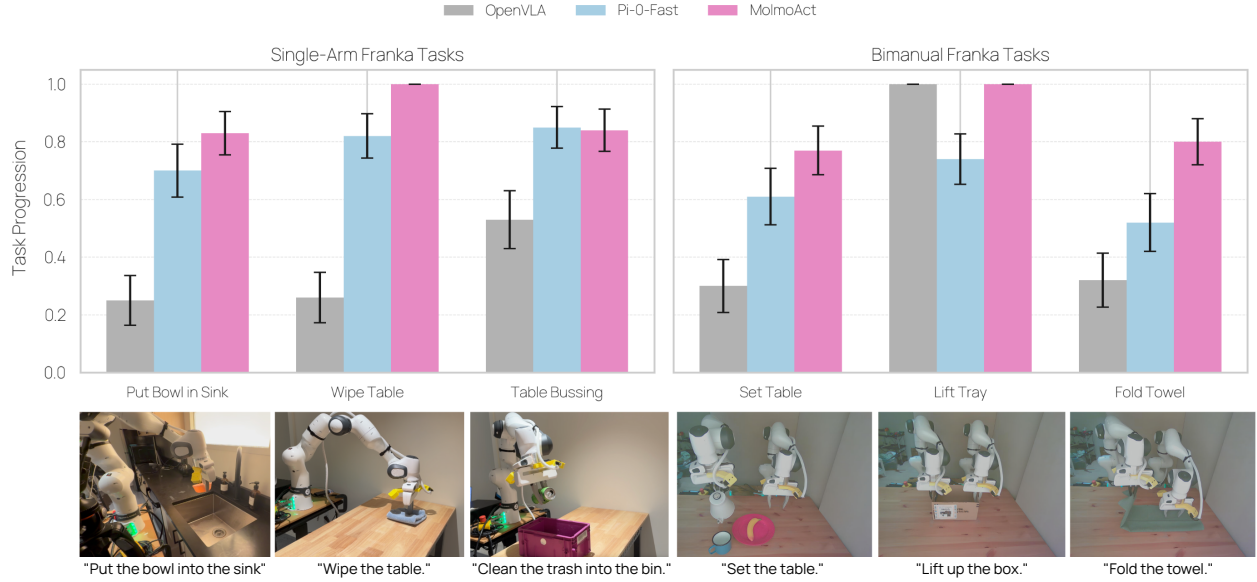 OpenVLA Pi-0-Fast MolmoAct
Single-Arm Franka Tasks Bimanual Franka Tasks
Task Progression
1.0
0.8
0.6
0.4
0.2
0.0
Put Bowl in Sink Wipe Table Table Bussing Set Table Lift Tray Fold Towel
"Put the bowl into the sink" "Wipe the table." "Clean the trash into the bin." "Set the table." "Lift up the box." "Fold the towel."